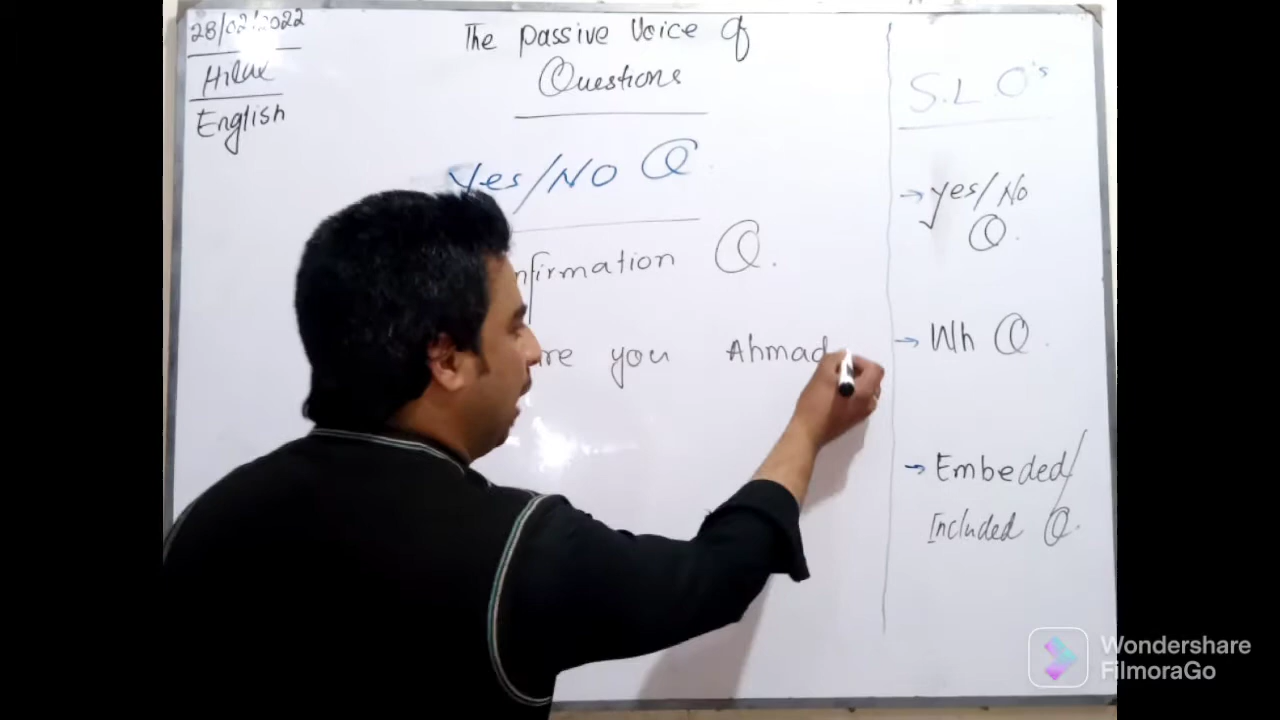 28/02/2022
Hilal
English
The Passive Voice of
Questions
Yes/No Q.
nfirmation Q.
re you Ahmad
S.L.O's
→ Yes/No
Q.
→ Wh Q.
→ Embeded/
Included Q.
Wondershare
FilmoraGo